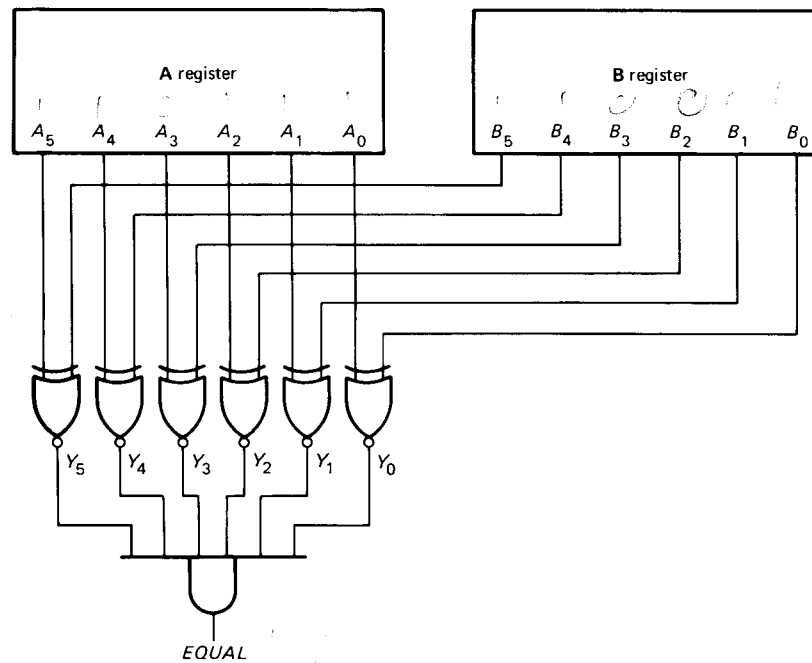 A register
B register
A5 A4 A3 A2 A1 A0
B5 B4 B3 B2 B1 B0
Y5 Y4 Y3 Y2 Y1 Y0
EQUAL